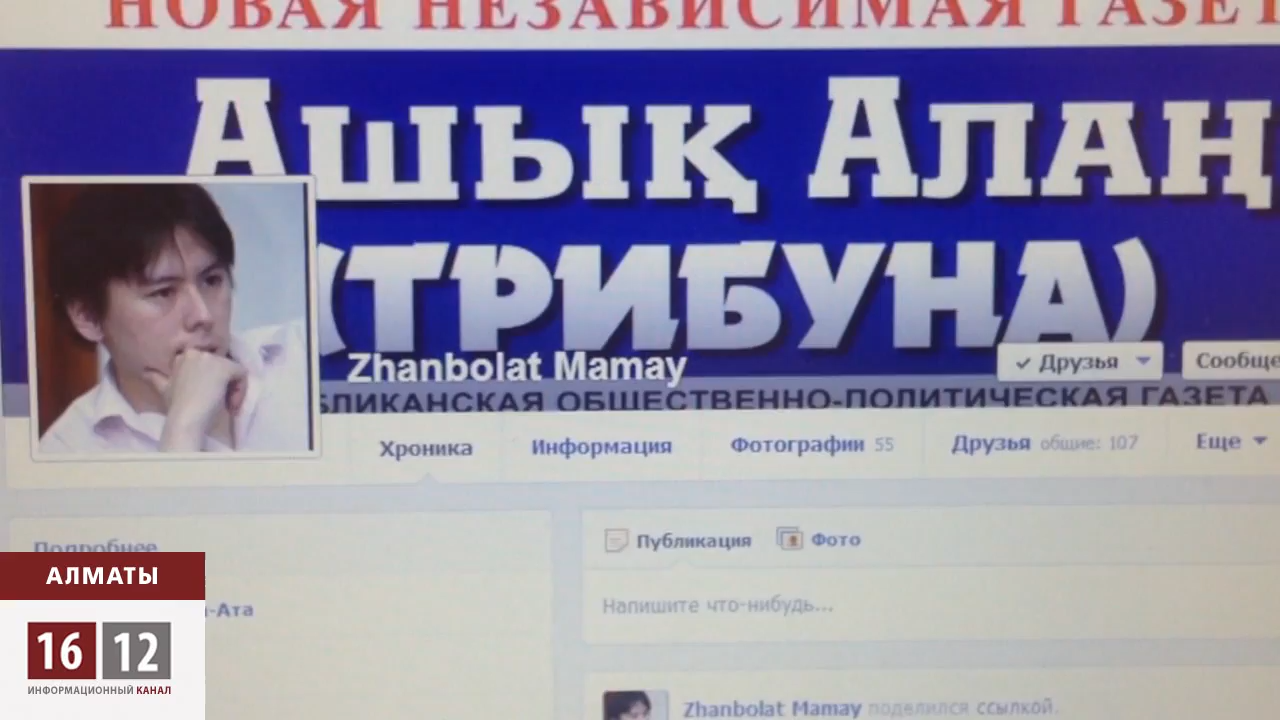 НОВАЯ НЕЗАВИСИМАЯ ГАЗЕТ
Ашық Алаң
(ТРИБУНА)
Zhanbolat Mamay
Друзья
Сообще
БЛИКАНСКАЯ ОБЩЕСТВЕННО-ПОЛИТИЧЕСКАЯ ГАЗЕТА
Хроника Информация Фотографии 55 Друзья общие: 107 Еще
Подробнее
Публикация Фото
АЛМАТЫ
-Ата
Напишите что-нибудь...
16 12
ИНФОРМАЦИОННЫЙ КАНАЛ
Zhanbolat Mamay поделился ссылкой.